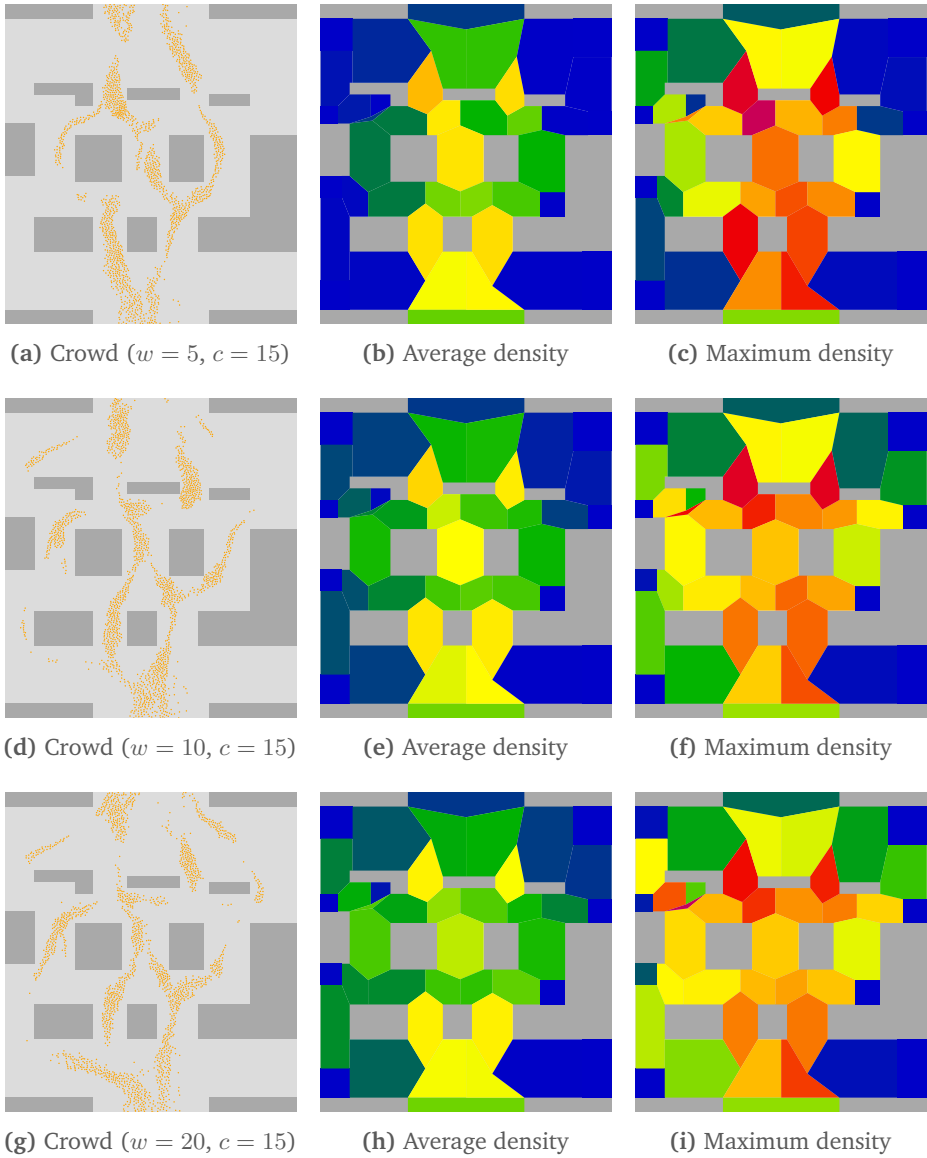 (a) Crowd (w = 5, c = 15)
(b) Average density
(c) Maximum density
(d) Crowd (w = 10, c = 15)
(e) Average density
(f) Maximum density
(g) Crowd (w = 20, c = 15)
(h) Average density
(i) Maximum density